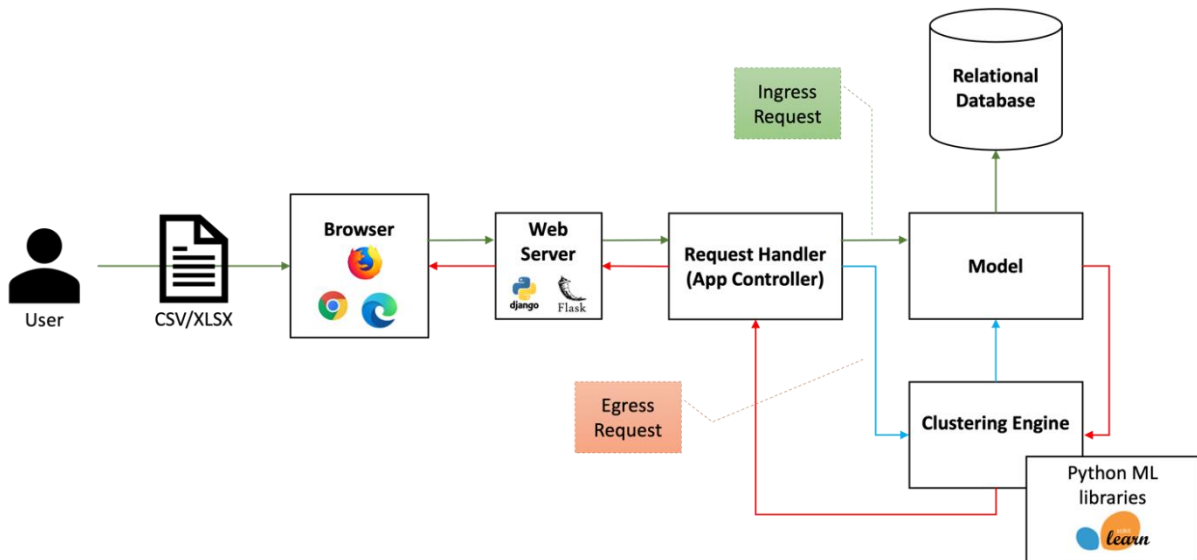 User
CSV/XLSX
Browser
Web
Server
django
Flask
Request Handler
(App Controller)
Ingress
Request
Egress
Request
Relational
Database
Model
Clustering Engine
Python ML
libraries
learn